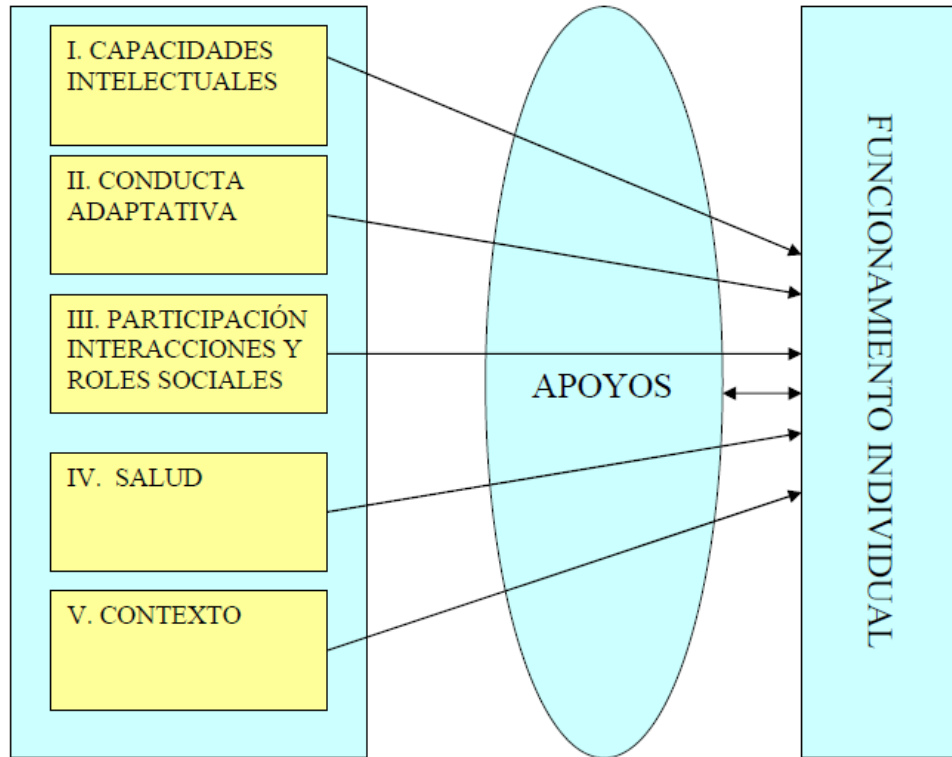 I. CAPACIDADES
INTELECTUALES
II. CONDUCTA
ADAPTATIVA
III. PARTICIPACIÓN
INTERACCIONES Y
ROLES SOCIALES
IV. SALUD
V. CONTEXTO
APOYOS
FUNCIONAMIENTO INDIVIDUAL